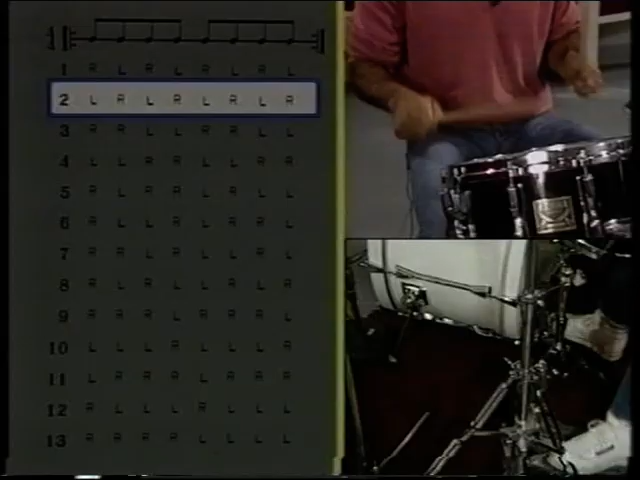 1 R L R L R L R L
2 L R L R L R L R
3 R R L L R R L L
4 L L R R L L R R
5 R L R R L R L L
6 R L L R L R R L
7 R R L R L L R L
8 R L R L L R L R
9 R R R L R R R L
10 L L L R L L L R
11 L R R R L R R R
12 R L L L R L L L
13 R R R R L L L L